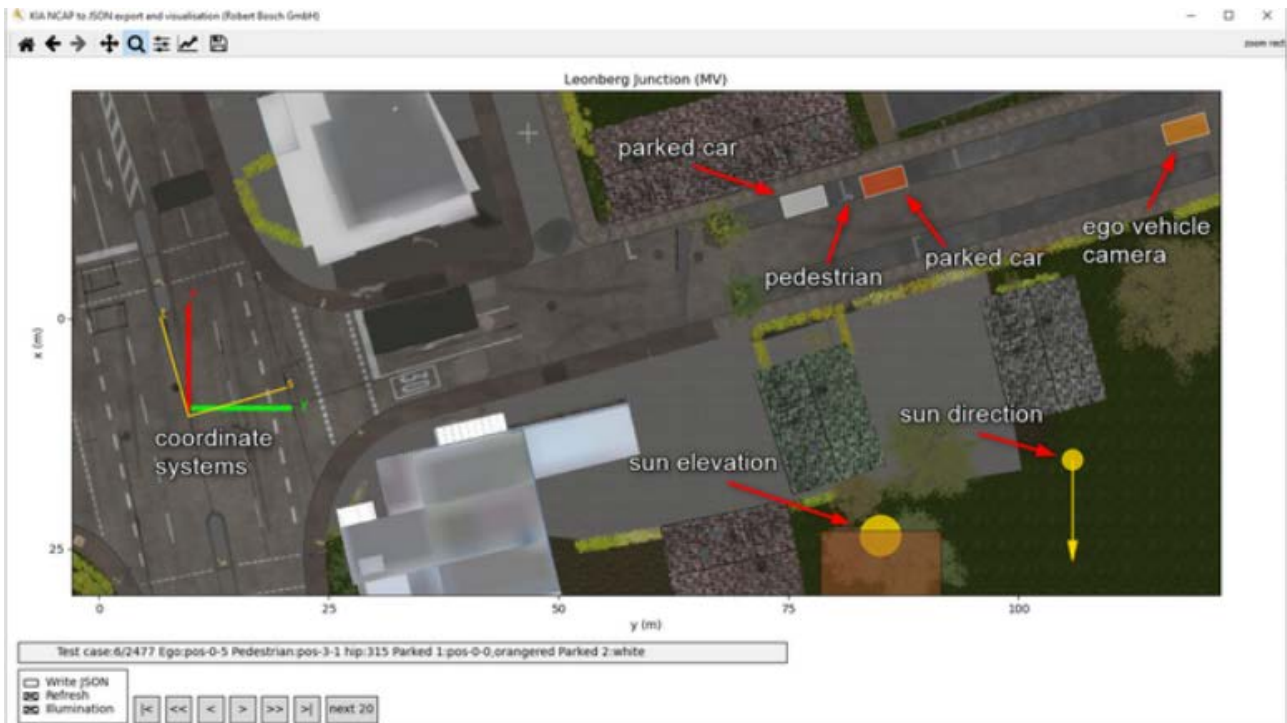 KIA NCAP to JSON export and visualisation (Robert Bosch GmbH)
zoom rect
Leonberg Junction (MV)
parked car
pedestrian
parked car
ego vehicle
camera
coordinate
systems
sun direction
sun elevation
x (m)
0
25
0
25
50
75
100
y (m)
Test case:6/2477 Ego:pos-0-5 Pedestrian:pos-3-1 hip:315 Parked 1:pos-0-0,orangered Parked 2:white
Write JSON
Refresh
Illumination
|<
<<
<
>
>>
>|
next 20